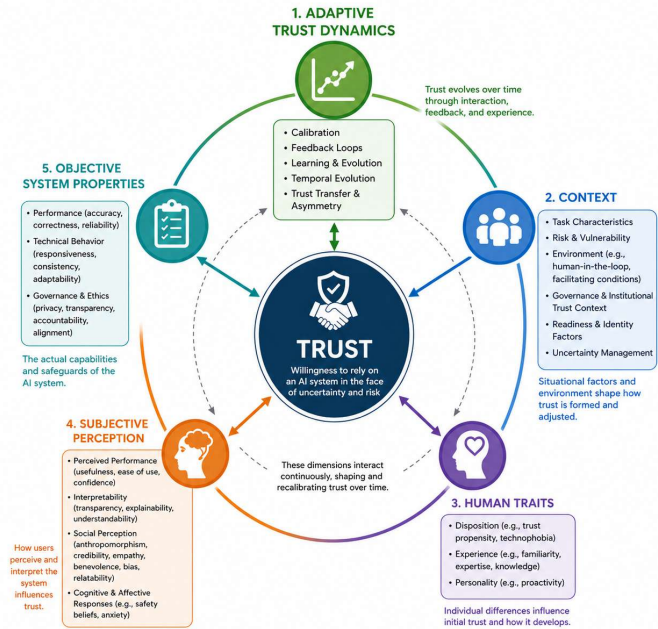 1. ADAPTIVE
TRUST DYNAMICS
Trust evolves over time
through interaction,
feedback, and experience.
• Calibration
• Feedback Loops
• Learning & Evolution
• Temporal Evolution
• Trust Transfer &
Asymmetry
2. CONTEXT
• Task Characteristics
• Risk & Vulnerability
• Environment (e.g.,
human-in-the-loop,
facilitating conditions)
• Governance & Institutional
Trust Context
• Readiness & Identity
Factors
• Uncertainty Management
Situational factors and
environment shape how
trust is formed and
adjusted.
TRUST
Willingness to rely on
an AI system in the face
of uncertainty and risk
These dimensions interact
continuously, shaping and
recalibrating trust over time.
3. HUMAN TRAITS
• Disposition (e.g., trust
propensity, technophobia)
• Experience (e.g., familiarity,
expertise, knowledge)
• Personality (e.g., proactivity)
Individual differences influence
initial trust and how it develops.
4. SUBJECTIVE
PERCEPTION
• Perceived Performance
(usefulness, ease of use,
confidence)
• Interpretability
(transparency, explainability,
understandability)
• Social Perception
(anthropomorphism,
credibility, empathy,
benevolence, bias,
relatability)
• Cognitive & Affective
Responses (e.g., safety
beliefs, anxiety)
How users
perceive and
interpret the
system
influences
trust.
5. OBJECTIVE
SYSTEM PROPERTIES
• Performance (accuracy,
correctness, reliability)
• Technical Behavior
(responsiveness,
consistency,
adaptability)
• Governance & Ethics
(privacy, transparency,
accountability,
alignment)
The actual capabilities
and safeguards of the
AI system.